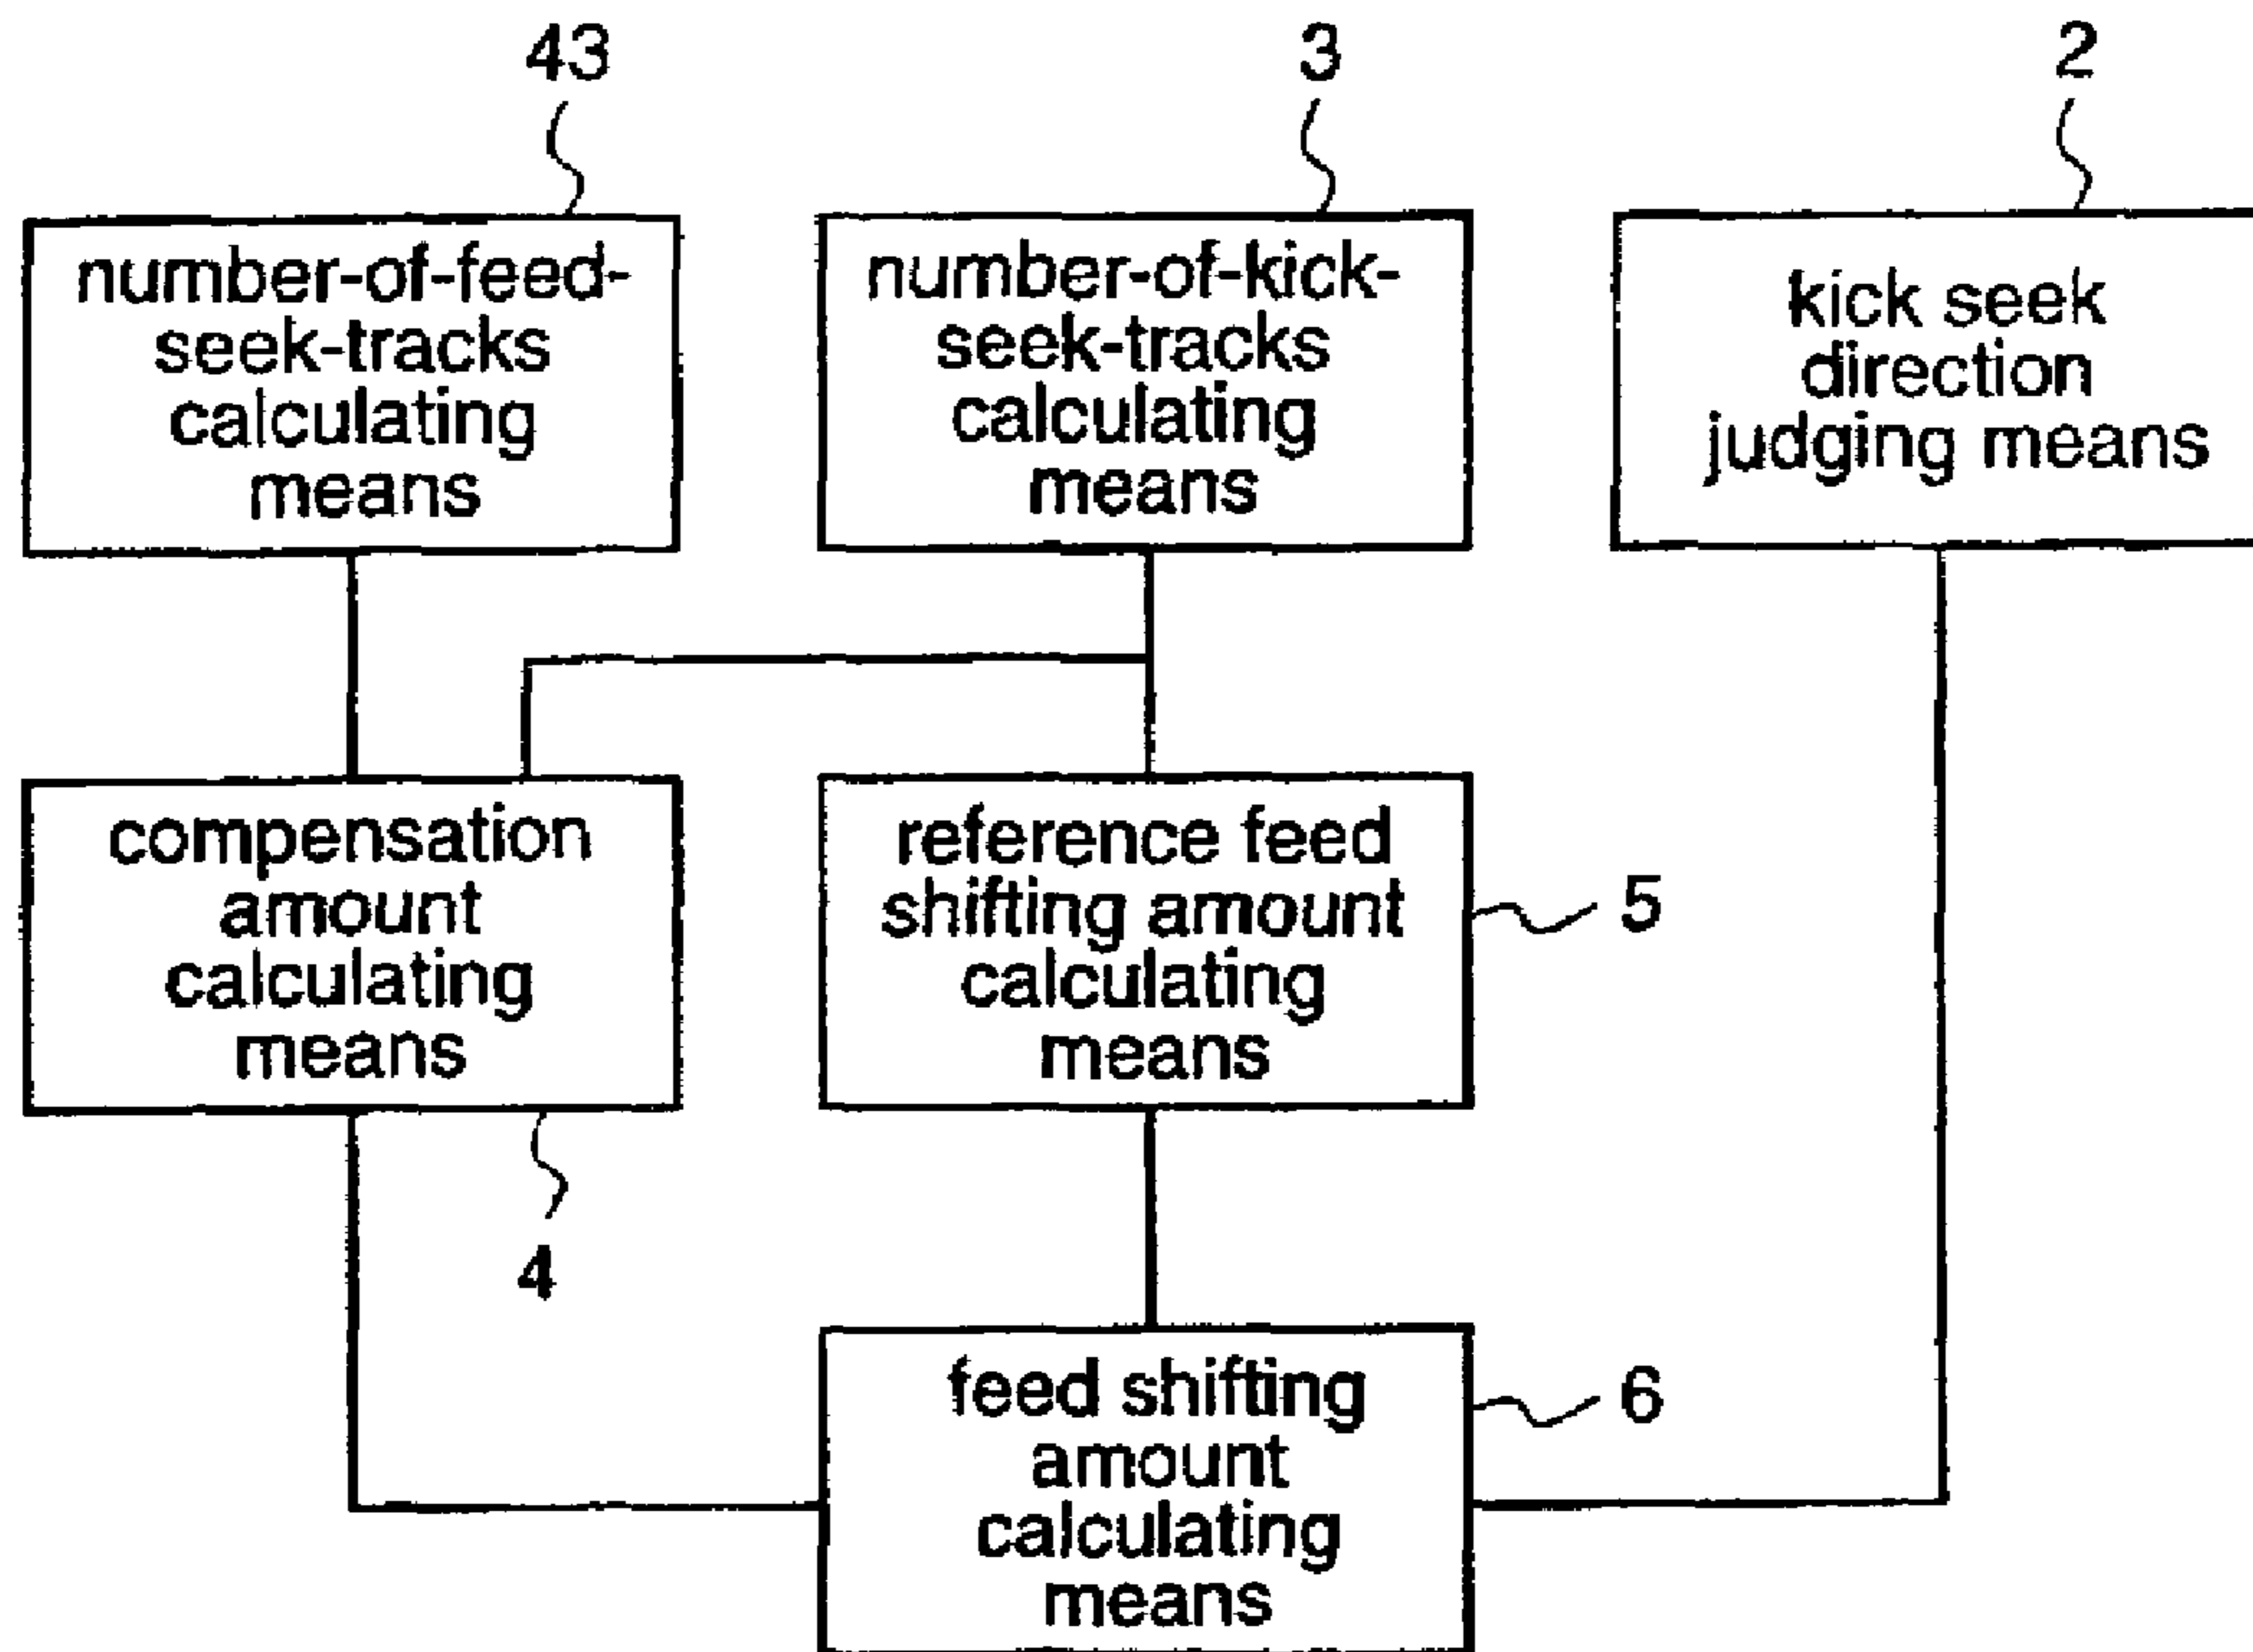 43
3
2
number-of-feed-
seek-tracks
calculating
means
number-of-kick-
seek-tracks
calculating
means
kick seek
direction
judging means
compensation
amount
calculating
means
4
reference feed
shifting amount
calculating
means
5
feed shifting
amount
calculating
means
6